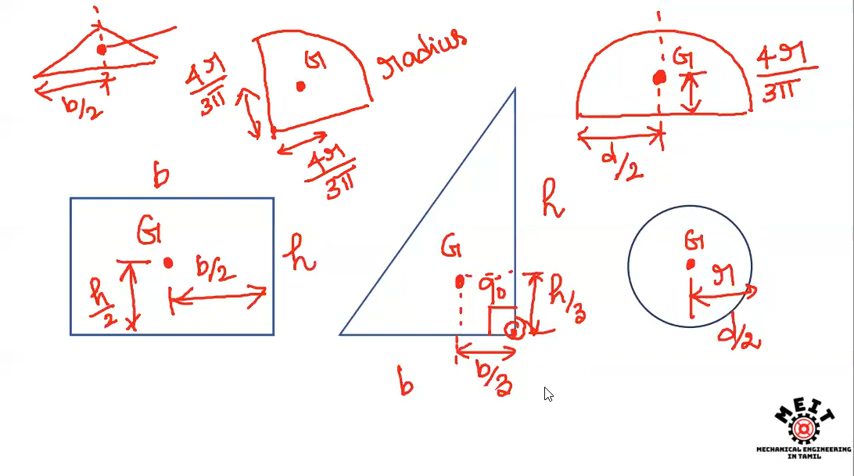 b/2
G
radius
4r/3π
4r/3π
G
4r/3π
d/2
b
G
b/2
h/2
h
G
90
h
h/3
b/3
b
G
r
d/2
MEIT
MECHANICAL ENGINEERING
IN TAMIL